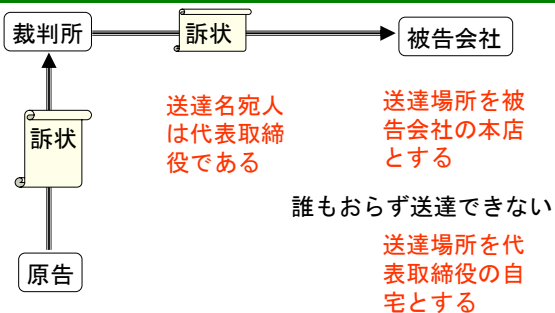 裁判所
訴状
被告会社
送達名宛人
は代表取締
役である
送達場所を被
告会社の本店
とする
訴状
誰もおらず送達できない
送達場所を代
表取締役の自
宅とする
原告